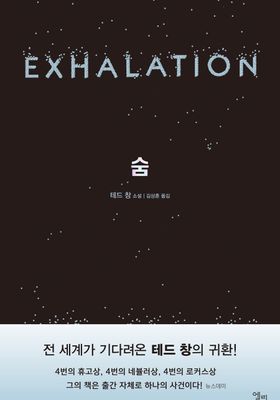 EXHALATION
숨
테드 창 소설 | 김상훈 옮김
전 세계가 기다려온 테드 창의 귀환!
4번의 휴고상, 4번의 네뷸러상, 4번의 로커스상
그의 책은 출간 자체로 하나의 사건이다! 뉴스데이
엘리